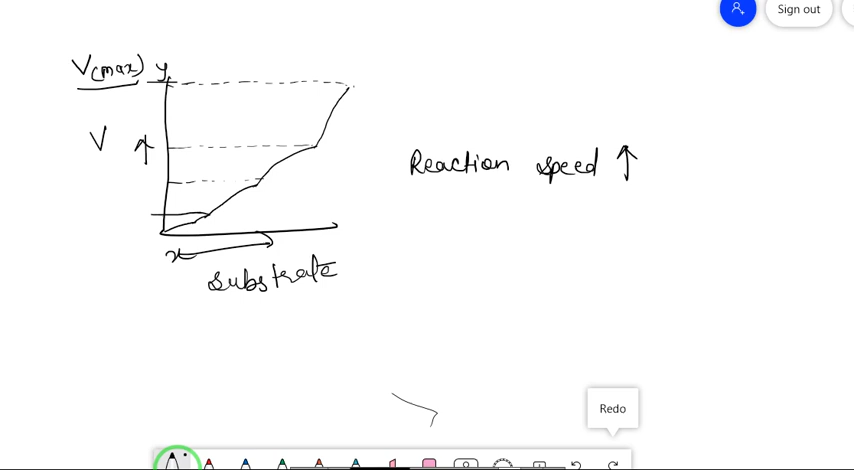 Sign out
V(max) y
V ↑
Reaction speed ↑
x
substrate
Redo